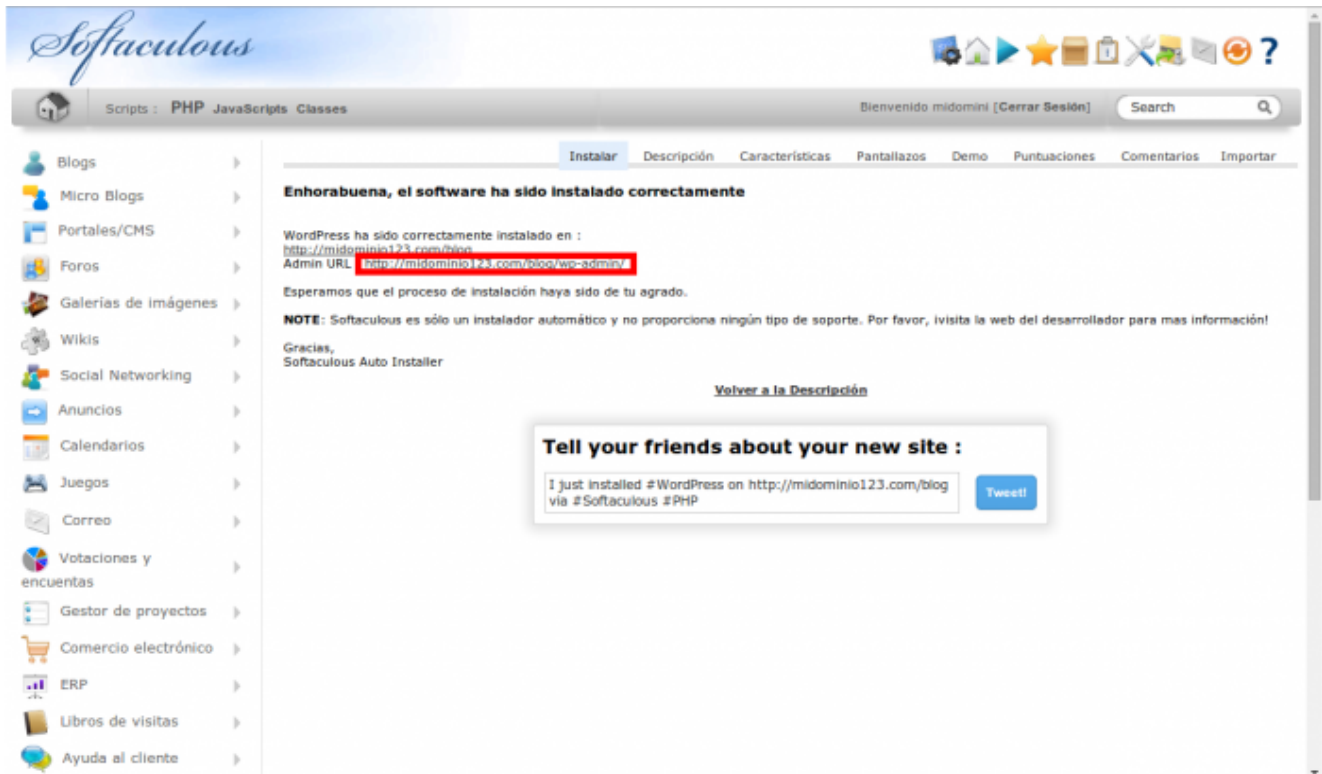 Softaculous
?
Scripts : PHP JavaScripts Classes
Bienvenido midomini [Cerrar Sesión]
Search
Blogs
Micro Blogs
Portales/CMS
Foros
Galerías de imágenes
Wikis
Social Networking
Anuncios
Calendarios
Juegos
Correo
Votaciones y
encuentas
Gestor de proyectos
Comercio electrónico
ERP
Libros de visitas
Ayuda al cliente
Instalar Descripción Características Pantallazos Demo Puntuaciones Comentarios Importar
Enhorabuena, el software ha sido instalado correctamente
WordPress ha sido correctamente instalado en :
http://midominio123.com/blog
Admin URL : http://midominio123.com/blog/wp-admin/
Esperamos que el proceso de instalación haya sido de tu agrado.
NOTE: Softaculous es sólo un instalador automático y no proporciona ningún tipo de soporte. Por favor, ¡visita la web del desarrollador para mas información!
Gracias,
Softaculous Auto Installer
Volver a la Descripción
Tell your friends about your new site :
I just installed #WordPress on http://midominio123.com/blog
via #Softaculous #PHP
Tweet!